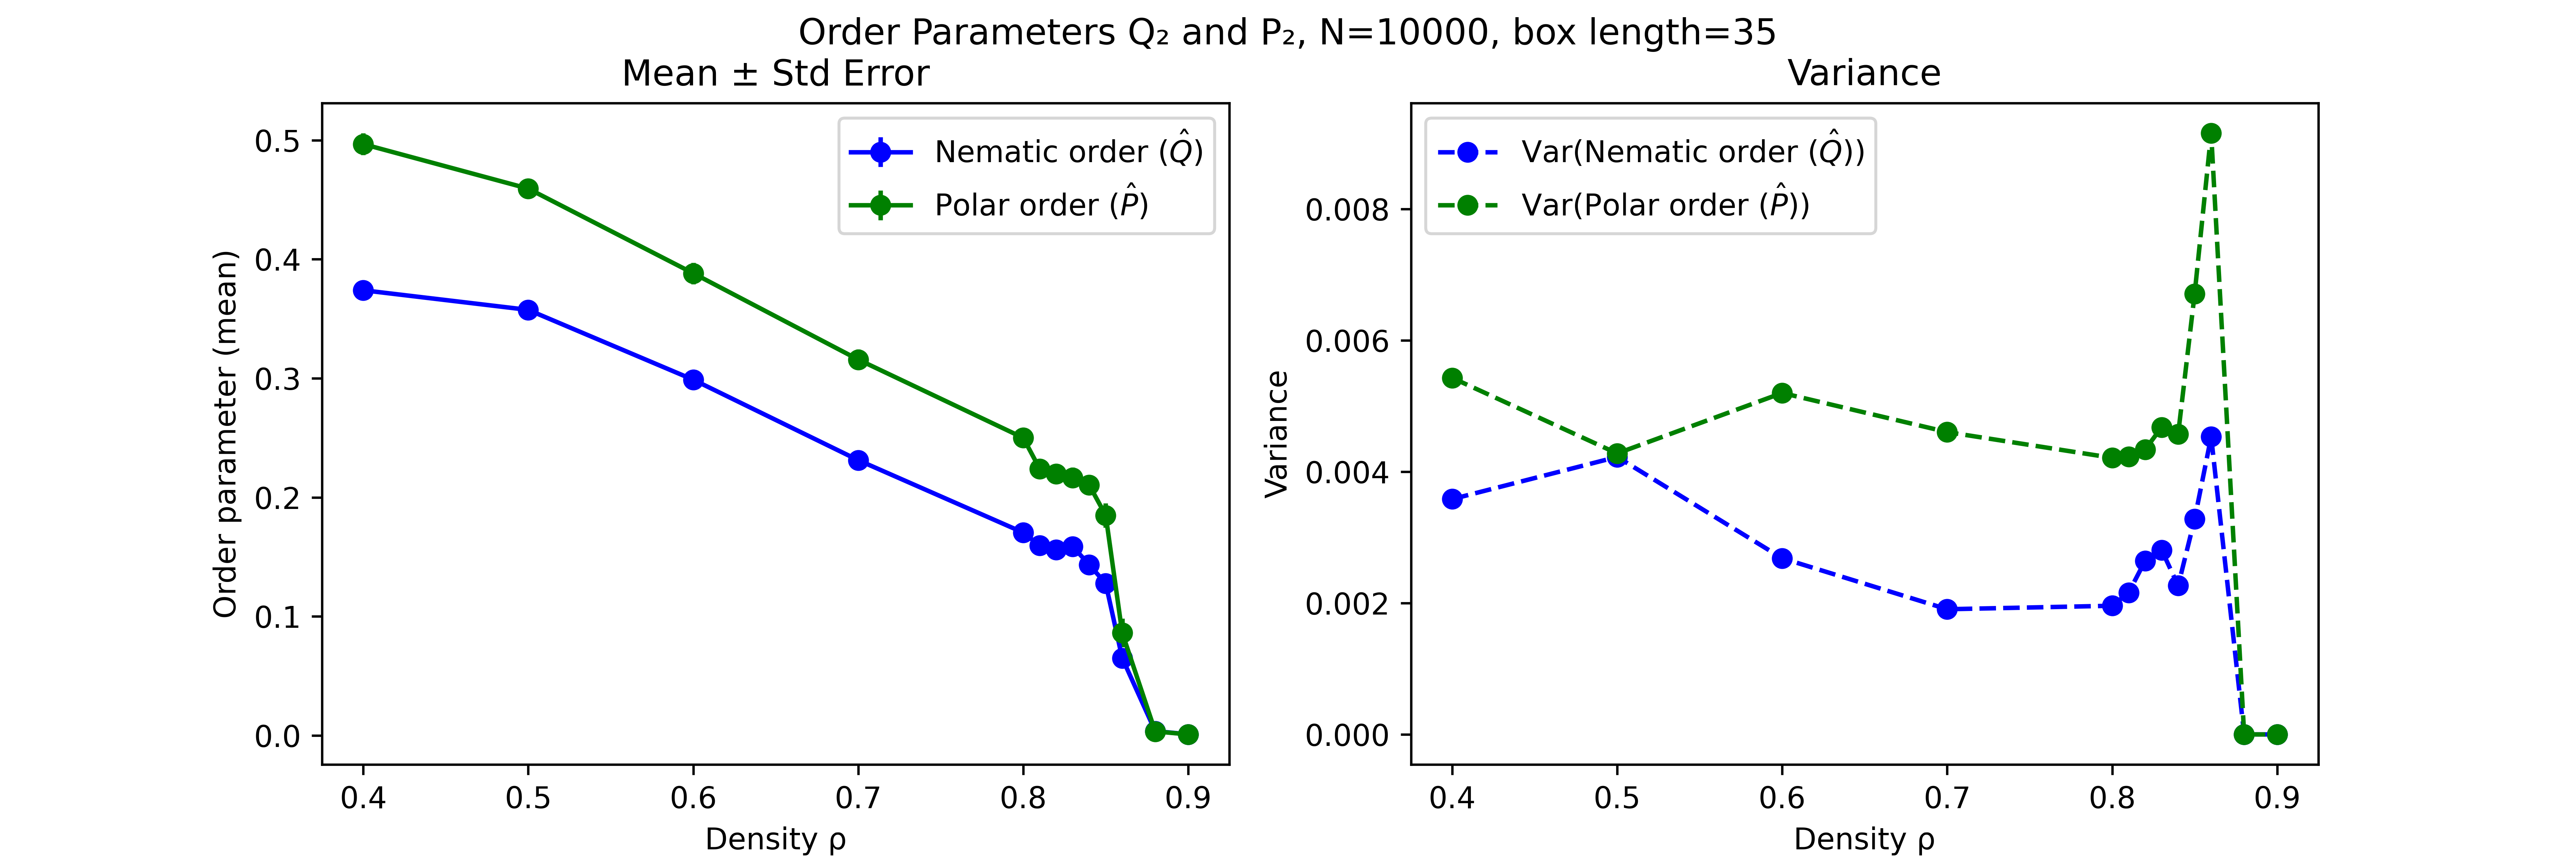 Order Parameters Q₂ and P₂, N=10000, box length=35
Mean ± Std Error
Order parameter (mean)
0.5
0.4
0.3
0.2
0.1
0.0
Nematic order (Q̂)
Polar order (P̂)
0.4 0.5 0.6 0.7 0.8 0.9
Density ρ
Variance
Variance
0.008
0.006
0.004
0.002
0.000
Var(Nematic order (Q̂))
Var(Polar order (P̂))
0.4 0.5 0.6 0.7 0.8 0.9
Density ρ